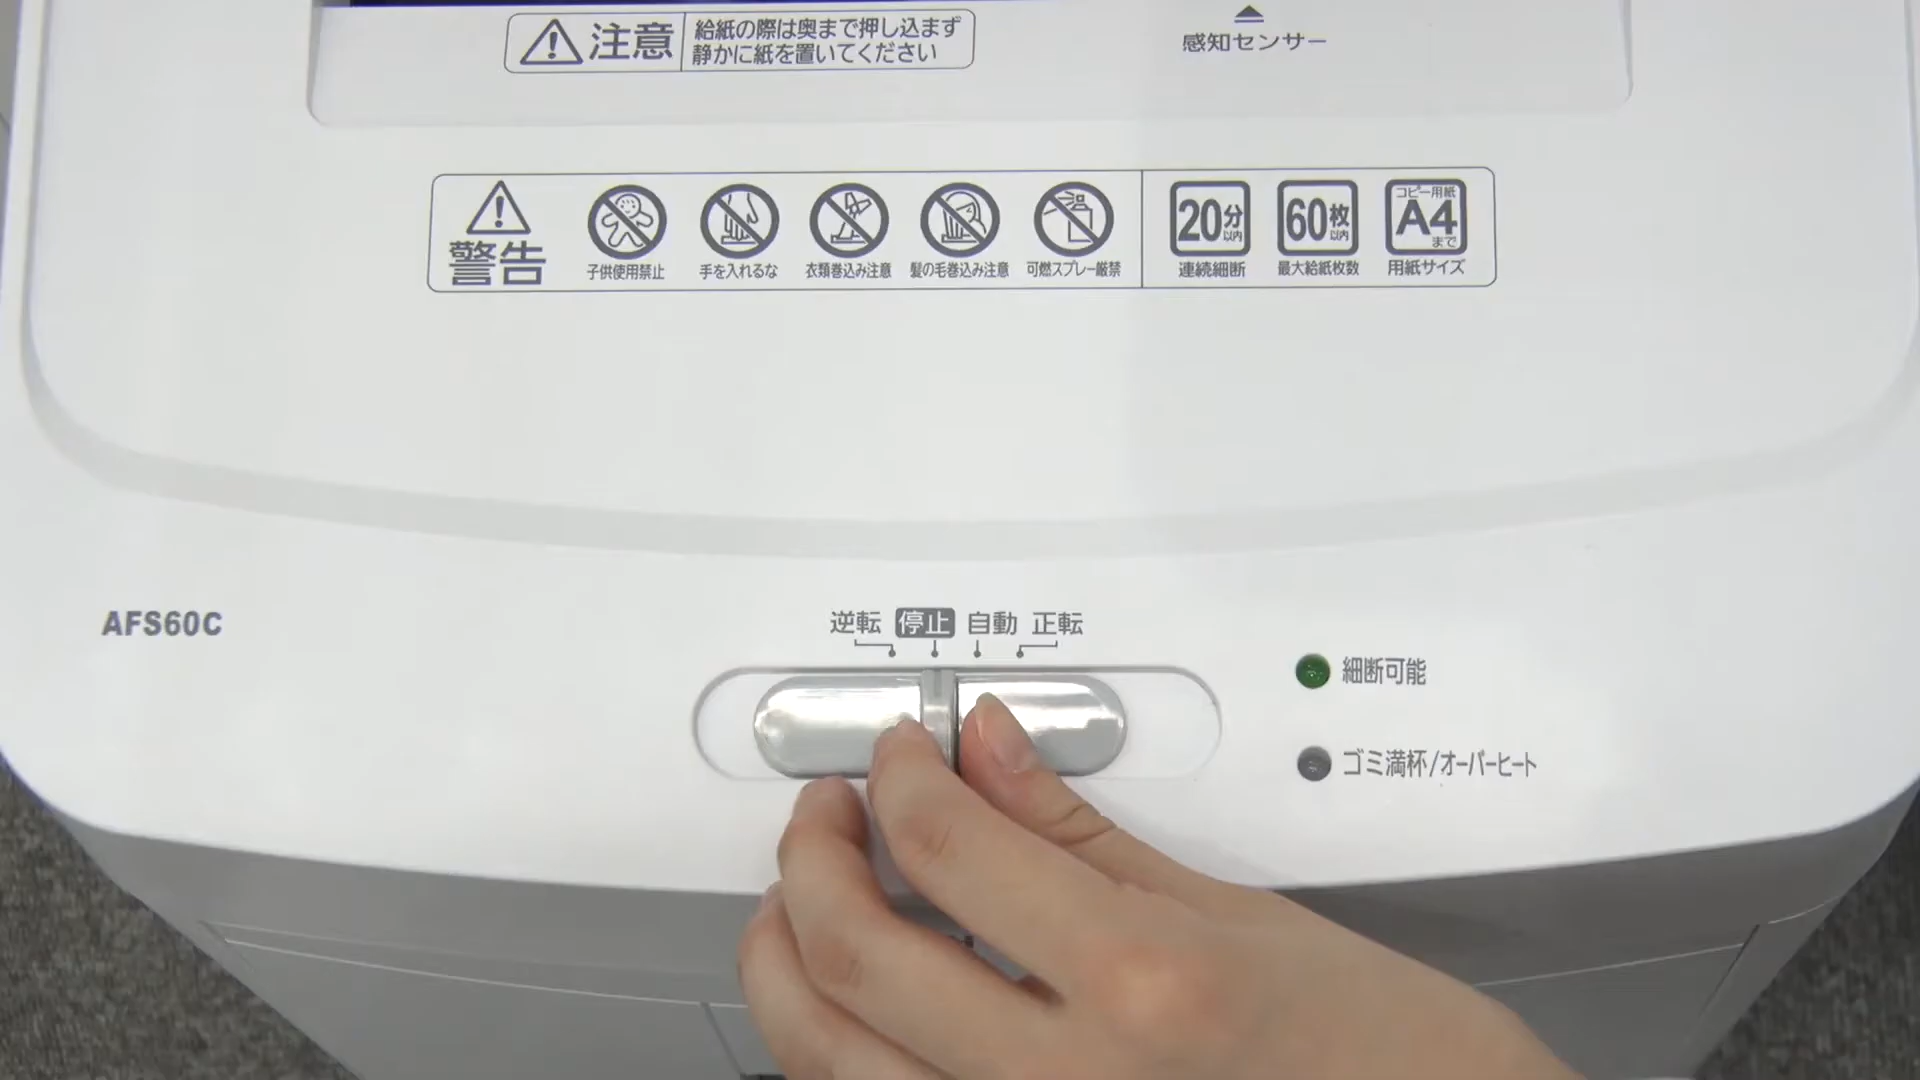 注意
給紙の際は奥まで押し込まず
静かに紙を置いてください
感知センサー
警告
子供使用禁止
手を入れるな
衣類巻込み注意
髪の毛巻込み注意
可燃スプレー厳禁
20分以内
連続細断
60枚以内
最大給紙枚数
コピー用紙
A4
まで
用紙サイズ
AFS60C
逆転 停止 自動 正転
細断可能
ゴミ満杯/オーバーヒート